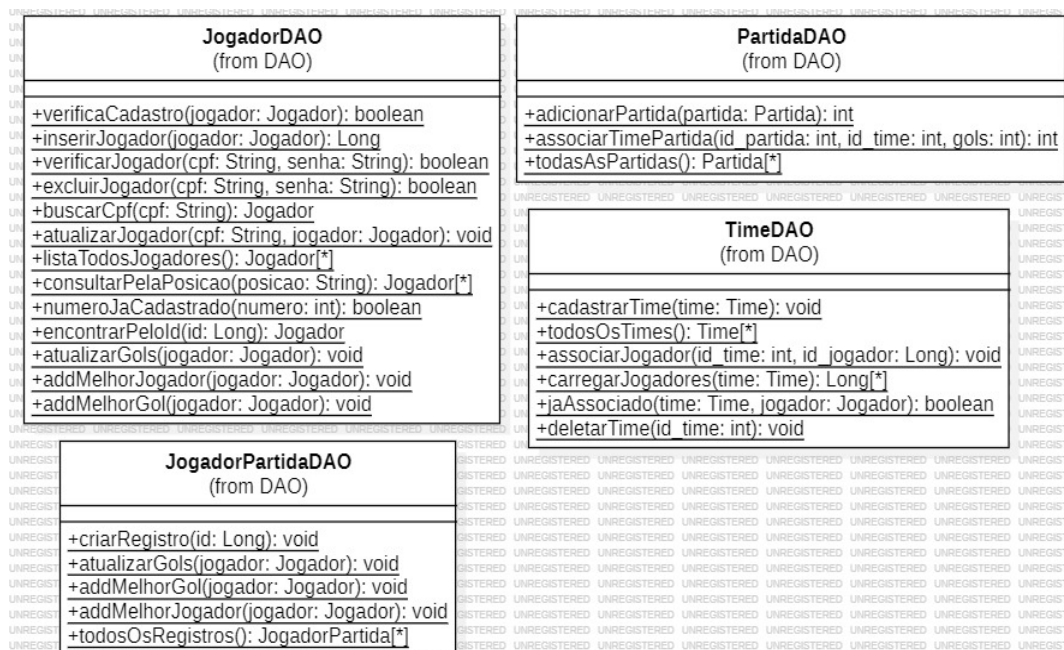 JogadorDAO
(from DAO)
+verificaCadastro(jogador: Jogador): boolean
+inserirJogador(jogador: Jogador): Long
+verificarJogador(cpf: String, senha: String): boolean
+excluirJogador(cpf: String, senha: String): boolean
+buscarCpf(cpf: String): Jogador
+atualizarJogador(cpf: String, jogador: Jogador): void
+listaTodosJogadores(): Jogador[*]
+consultarPelaPosicao(posicao: String): Jogador[*]
+numeroJaCadastrado(numero: int): boolean
+encontrarPeloId(id: Long): Jogador
+atualizarGols(jogador: Jogador): void
+addMelhorJogador(jogador: Jogador): void
+addMelhorGol(jogador: Jogador): void
PartidaDAO
(from DAO)
+adicionarPartida(partida: Partida): int
+associarTimePartida(id_partida: int, id_time: int, gols: int): int
+todasAsPartidas(): Partida[*]
TimeDAO
(from DAO)
+cadastrarTime(time: Time): void
+todosOsTimes(): Time[*]
+associarJogador(id_time: int, id_jogador: Long): void
+carregarJogadores(time: Time): Long[*]
+jaAssociado(time: Time, jogador: Jogador): boolean
+deletarTime(id_time: int): void
JogadorPartidaDAO
(from DAO)
+criarRegistro(id: Long): void
+atualizarGols(jogador: Jogador): void
+addMelhorGol(jogador: Jogador): void
+addMelhorJogador(jogador: Jogador): void
+todosOsRegistros(): JogadorPartida[*]
UNREGISTERED UNREGISTERED UNREGISTERED UNREGISTERED UNREGISTERED UNREGISTERED